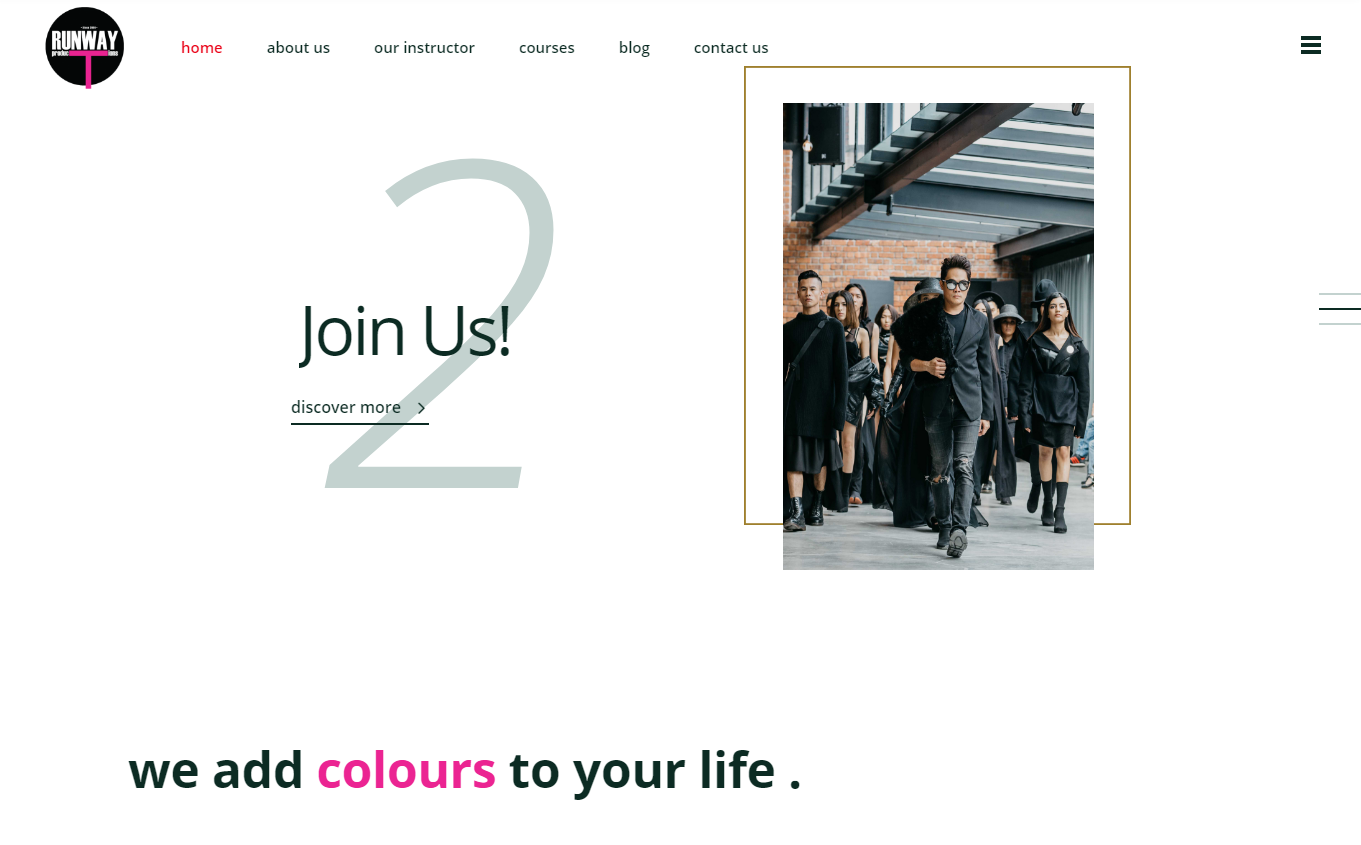 RUNWAY
home
about us
our instructor
courses
blog
contact us
2
Join Us!
discover more
we add colours to your life .